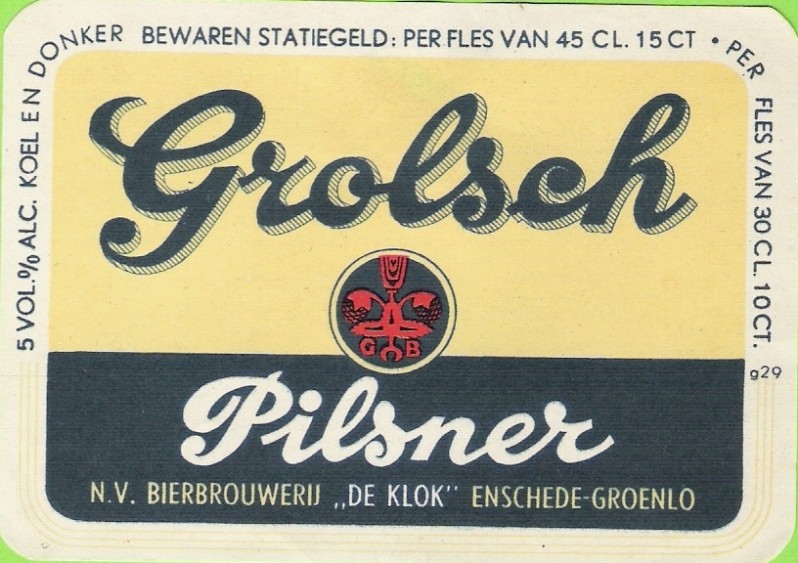 5 VOL.% ALC. KOEL EN DONKER BEWAREN STATIEGELD: PER FLES VAN 45 CL. 15 CT • PER FLES VAN 30 CL. 10 CT.
Grolsch
G B
g29
Pilsner
N.V. BIERBROUWERIJ „DE KLOK" ENSCHEDE-GROENLO